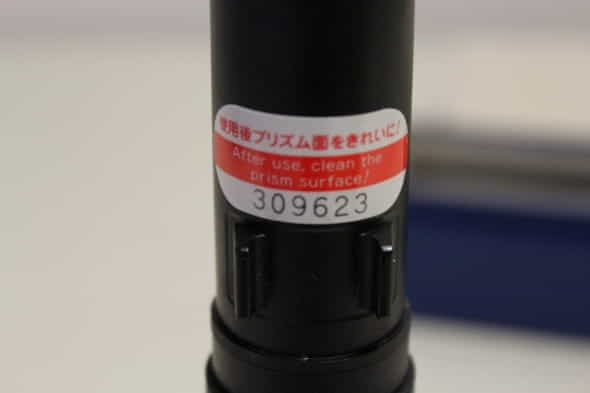 使用後プリズム面をきれいに!
After use, clean the
prism surface!
309623